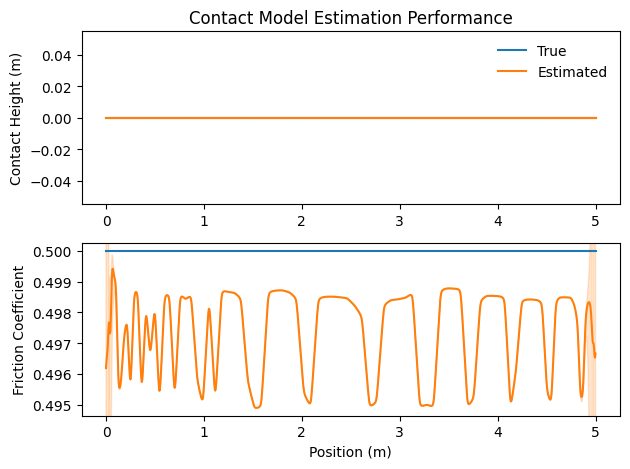 Contact Model Estimation Performance
Contact Height (m)
0.04
0.02
0.00
−0.02
−0.04
True
Estimated
0 1 2 3 4 5
Friction Coefficient
0.500
0.499
0.498
0.497
0.496
0.495
0 1 2 3 4 5
Position (m)